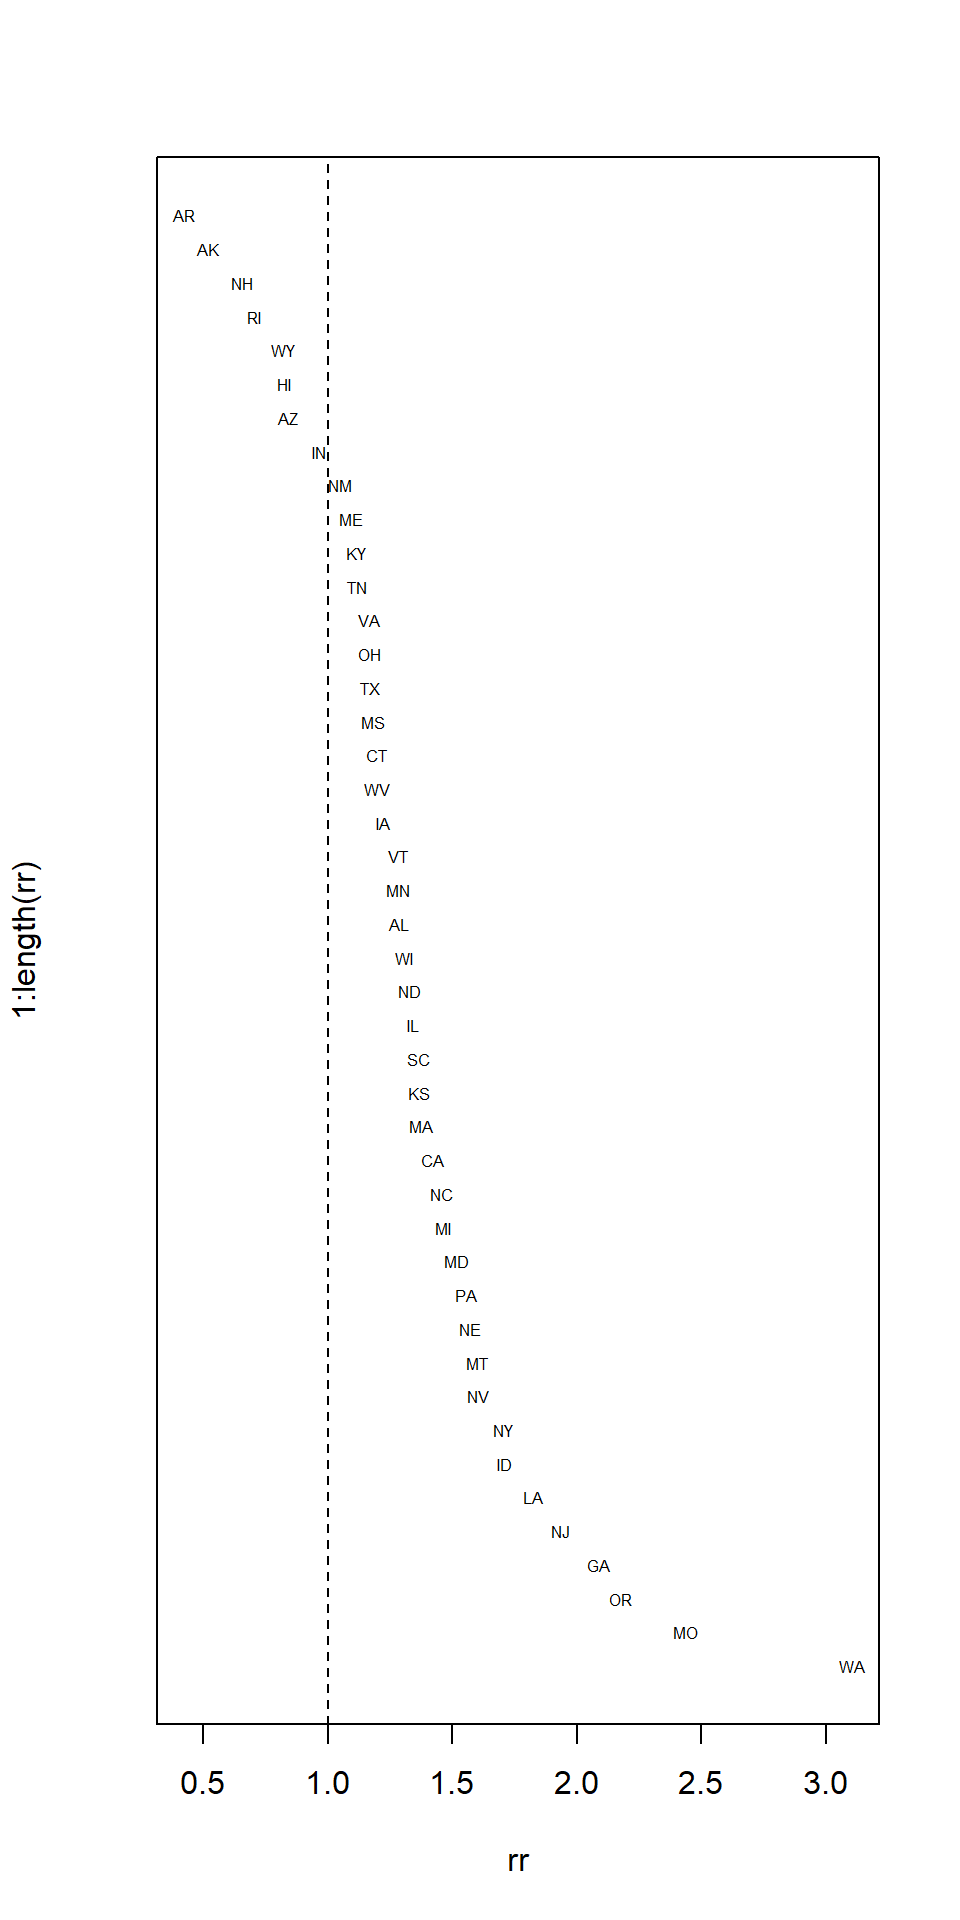 AR
AK
NH
RI
WY
HI
AZ
IN
NM
ME
KY
TN
VA
OH
TX
MS
CT
WV
IA
VT
MN
AL
WI
ND
IL
SC
KS
MA
CA
NC
MI
MD
PA
NE
MT
NV
NY
ID
LA
NJ
GA
OR
MO
WA
1:length(rr)
0.5 1.0 1.5 2.0 2.5 3.0
rr